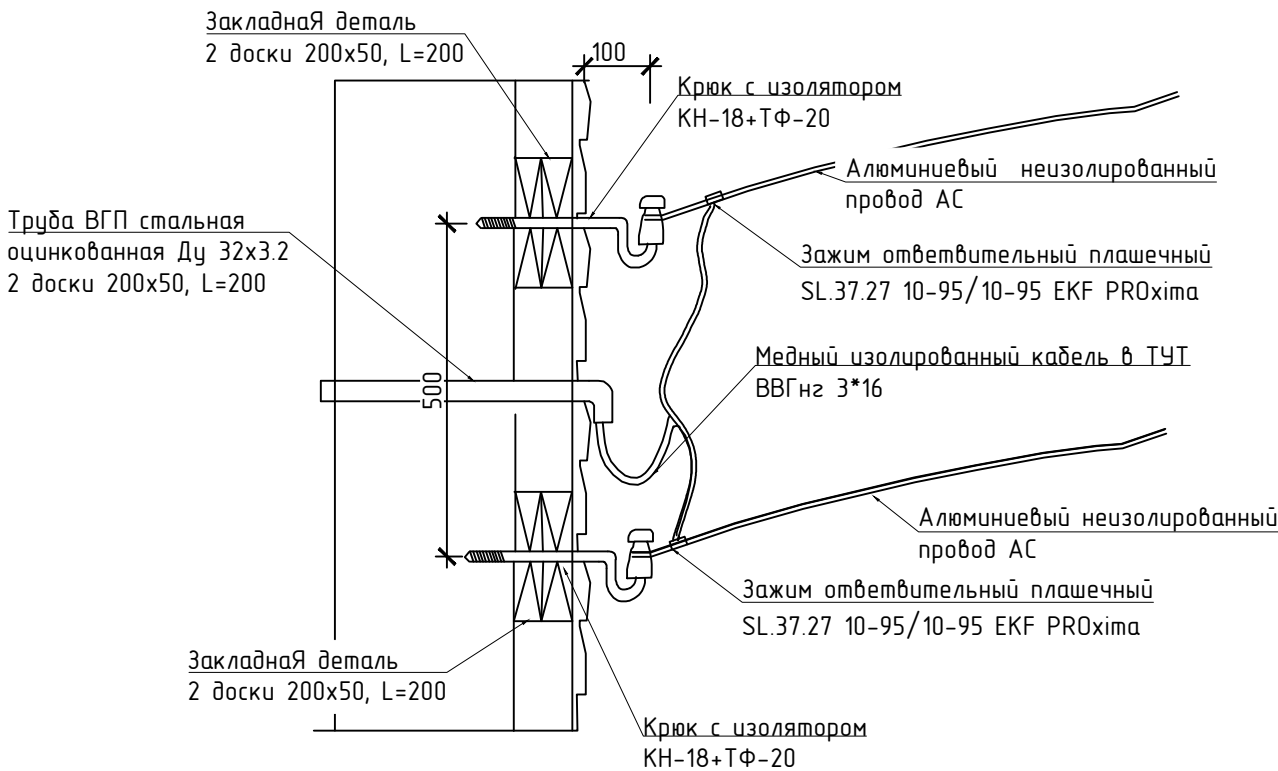 ЗакладнаЯ деталь
2 доски 200х50, L=200
100
Крюк с изолятором
КН-18+ТФ-20
Алюминиевый неизолированный
провод АС
Труба ВГП стальная
оцинкованная Ду 32х3.2
2 доски 200х50, L=200
Зажим ответвительный плашечный
SL.37.27 10-95/10-95 EKF PROxima
Медный изолированный кабель в ТУТ
ВВГнг 3*16
500
Алюминиевый неизолированный
провод АС
Зажим ответвительный плашечный
SL.37.27 10-95/10-95 EKF PROxima
ЗакладнаЯ деталь
2 доски 200х50, L=200
Крюк с изолятором
КН-18+ТФ-20